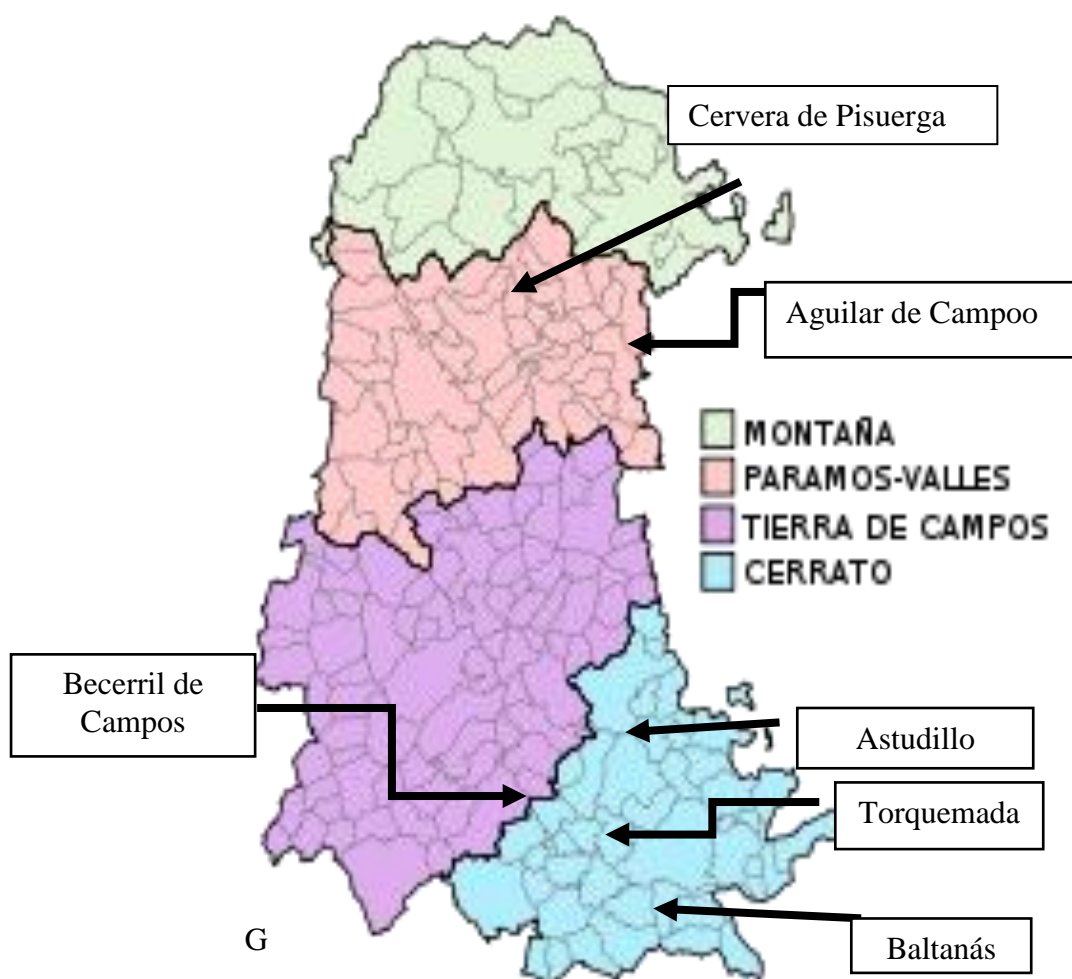 Cervera de Pisuerga
Aguilar de Campoo
MONTAÑA
PARAMOS-VALLES
TIERRA DE CAMPOS
CERRATO
Becerril de
Campos
Astudillo
Torquemada
G
Baltanás